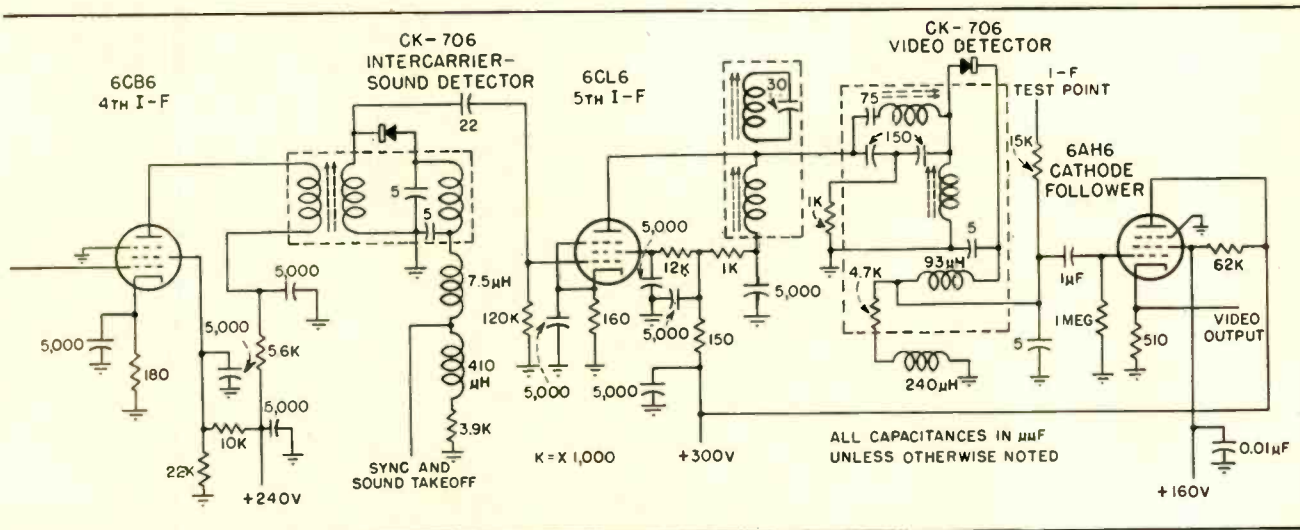 CK-706
INTERCARRIER-
SOUND DETECTOR
6CB6
4TH I-F
22
5
5
5,000
5,000
180
5,000
5.6K
5,000
10K
22K
+240V
7.5µH
410
µH
3.9K
SYNC AND
SOUND TAKEOFF
6CL6
5TH I-F
120K
5,000
160
5,000
12K
5,000
1K
150
5,000
5,000
30
K=X 1,000
+300V
CK-706
VIDEO DETECTOR
75
150
1K
5
93µH
4.7K
240µH
I-F
TEST POINT
15K
6AH6
CATHODE
FOLLOWER
1µF
1 MEG
5
510
62K
VIDEO
OUTPUT
ALL CAPACITANCES IN µµF
UNLESS OTHERWISE NOTED
0.01µF
+160V